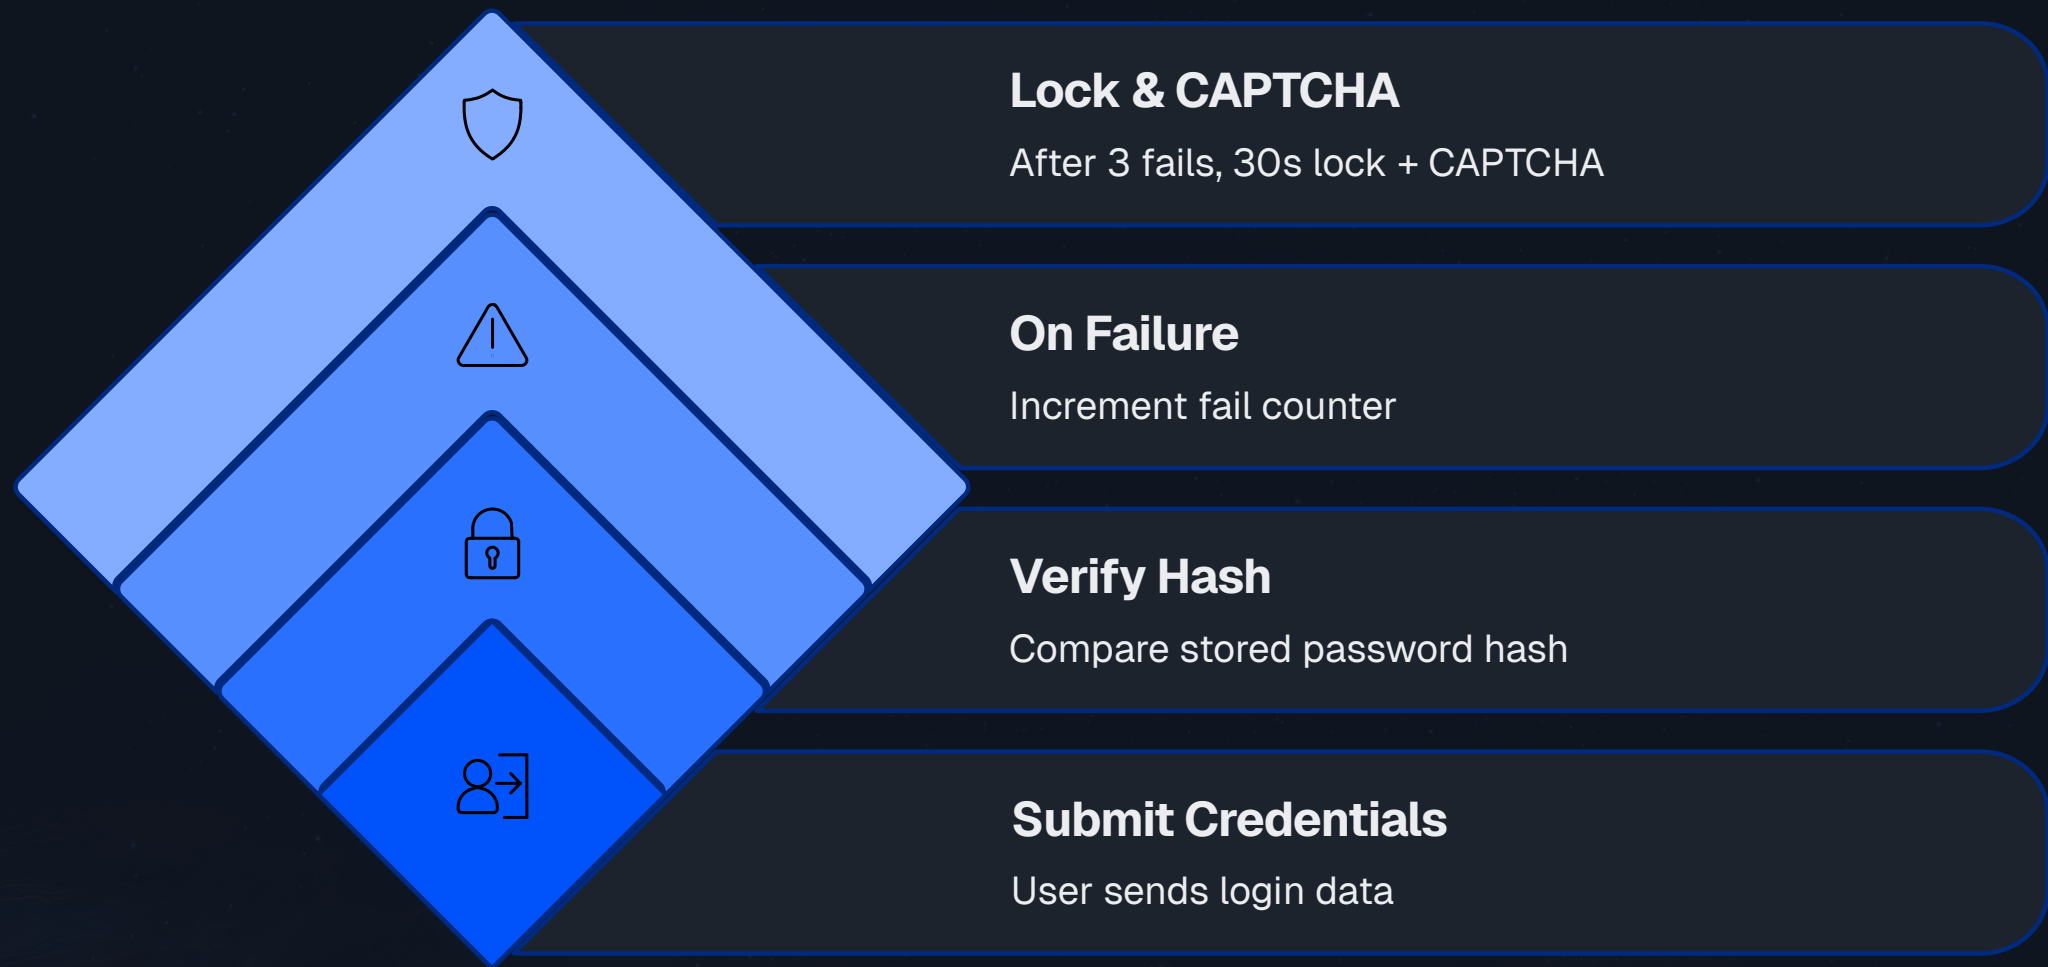 Lock & CAPTCHA
After 3 fails, 30s lock + CAPTCHA
On Failure
Increment fail counter
Verify Hash
Compare stored password hash
Submit Credentials
User sends login data